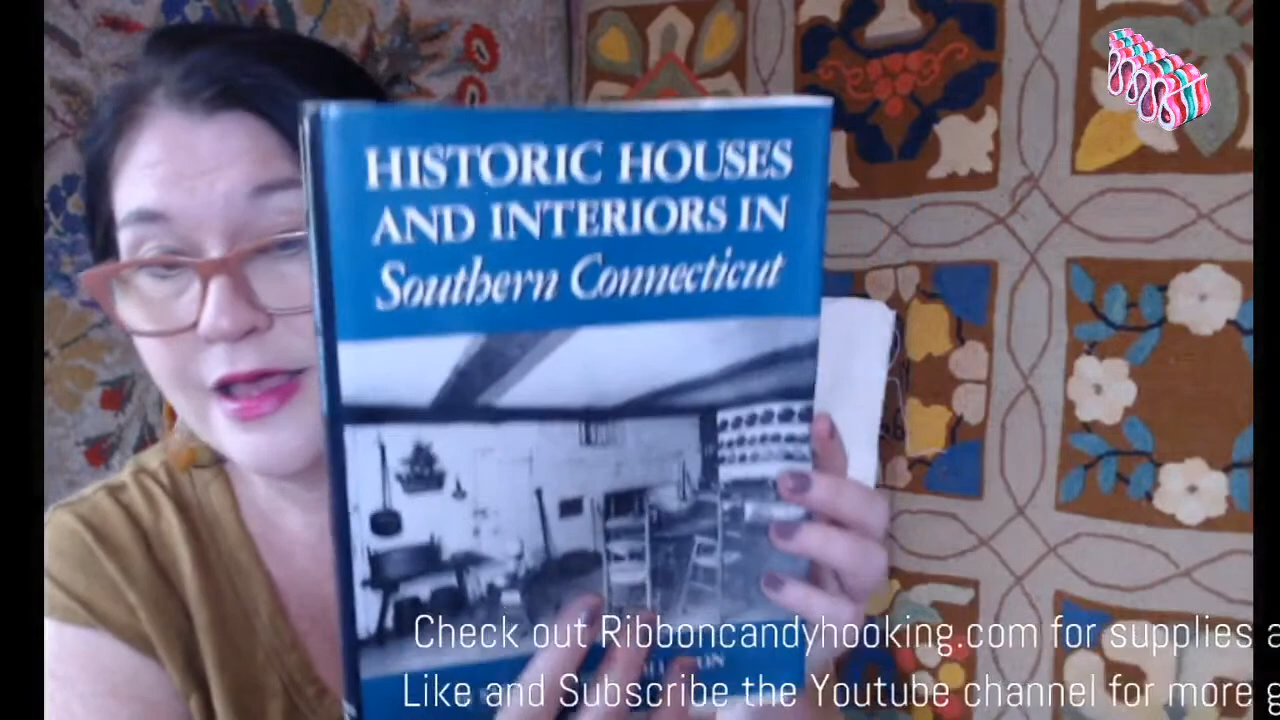 HISTORIC HOUSES
AND INTERIORS IN
Southern Connecticut
Check out Ribboncandyhooking.com for supplies a
Like and Subscribe the Youtube channel for more g